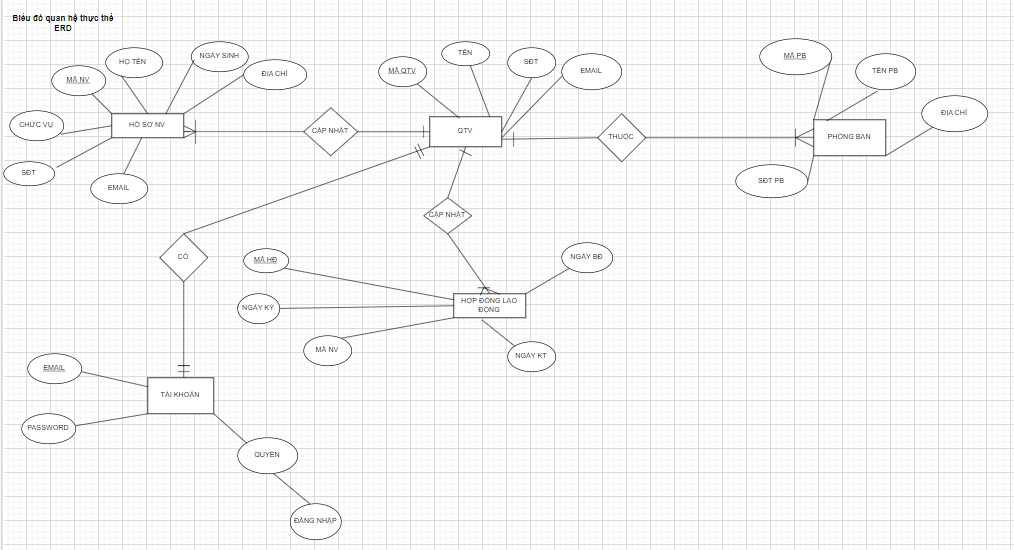 Biểu đồ quan hệ thực thể
ERD
HỌ TÊN
NGÀY SINH
MÃ NV
ĐỊA CHỈ
CHỨC VỤ
HỒ SƠ NV
SĐT
EMAIL
CẬP NHẬT
TÊN
MÃ QTV
SĐT
EMAIL
QTV
THUỘC
MÃ PB
TÊN PB
ĐỊA CHỈ
PHÒNG BAN
SĐT PB
CẬP NHẬT
CÓ
MÃ HĐ
NGÀY BĐ
NGÀY KÝ
HỢP ĐỒNG LAO
ĐỘNG
MÃ NV
NGÀY KT
EMAIL
TÀI KHOẢN
PASSWORD
QUYỀN
ĐĂNG NHẬP